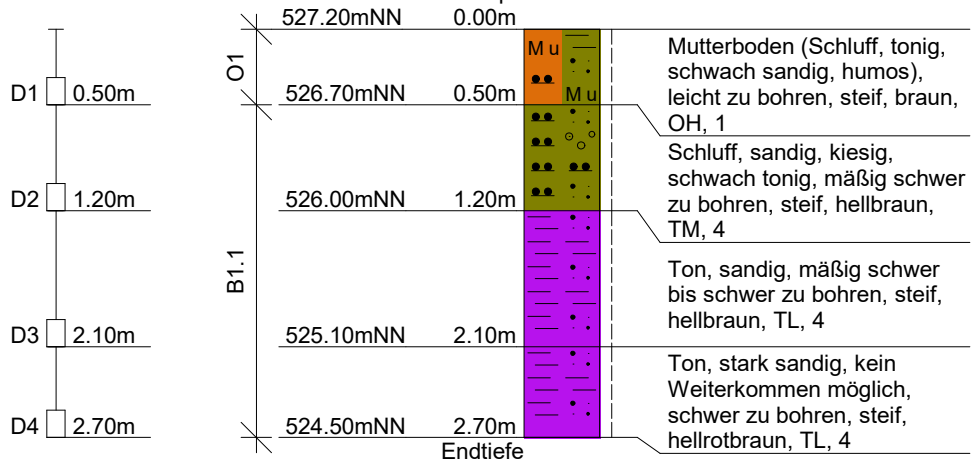 527.20mNN 0.00m
M u
Mutterboden (Schluff, tonig,
schwach sandig, humos),
leicht zu bohren, steif, braun,
OH, 1
O1
D1 0.50m
526.70mNN 0.50m
M u
Schluff, sandig, kiesig,
schwach tonig, mäßig schwer
zu bohren, steif, hellbraun,
TM, 4
D2 1.20m
526.00mNN 1.20m
B1.1
Ton, sandig, mäßig schwer
bis schwer zu bohren, steif,
hellbraun, TL, 4
D3 2.10m
525.10mNN 2.10m
Ton, stark sandig, kein
Weiterkommen möglich,
schwer zu bohren, steif,
hellrotbraun, TL, 4
D4 2.70m
524.50mNN 2.70m
Endtiefe